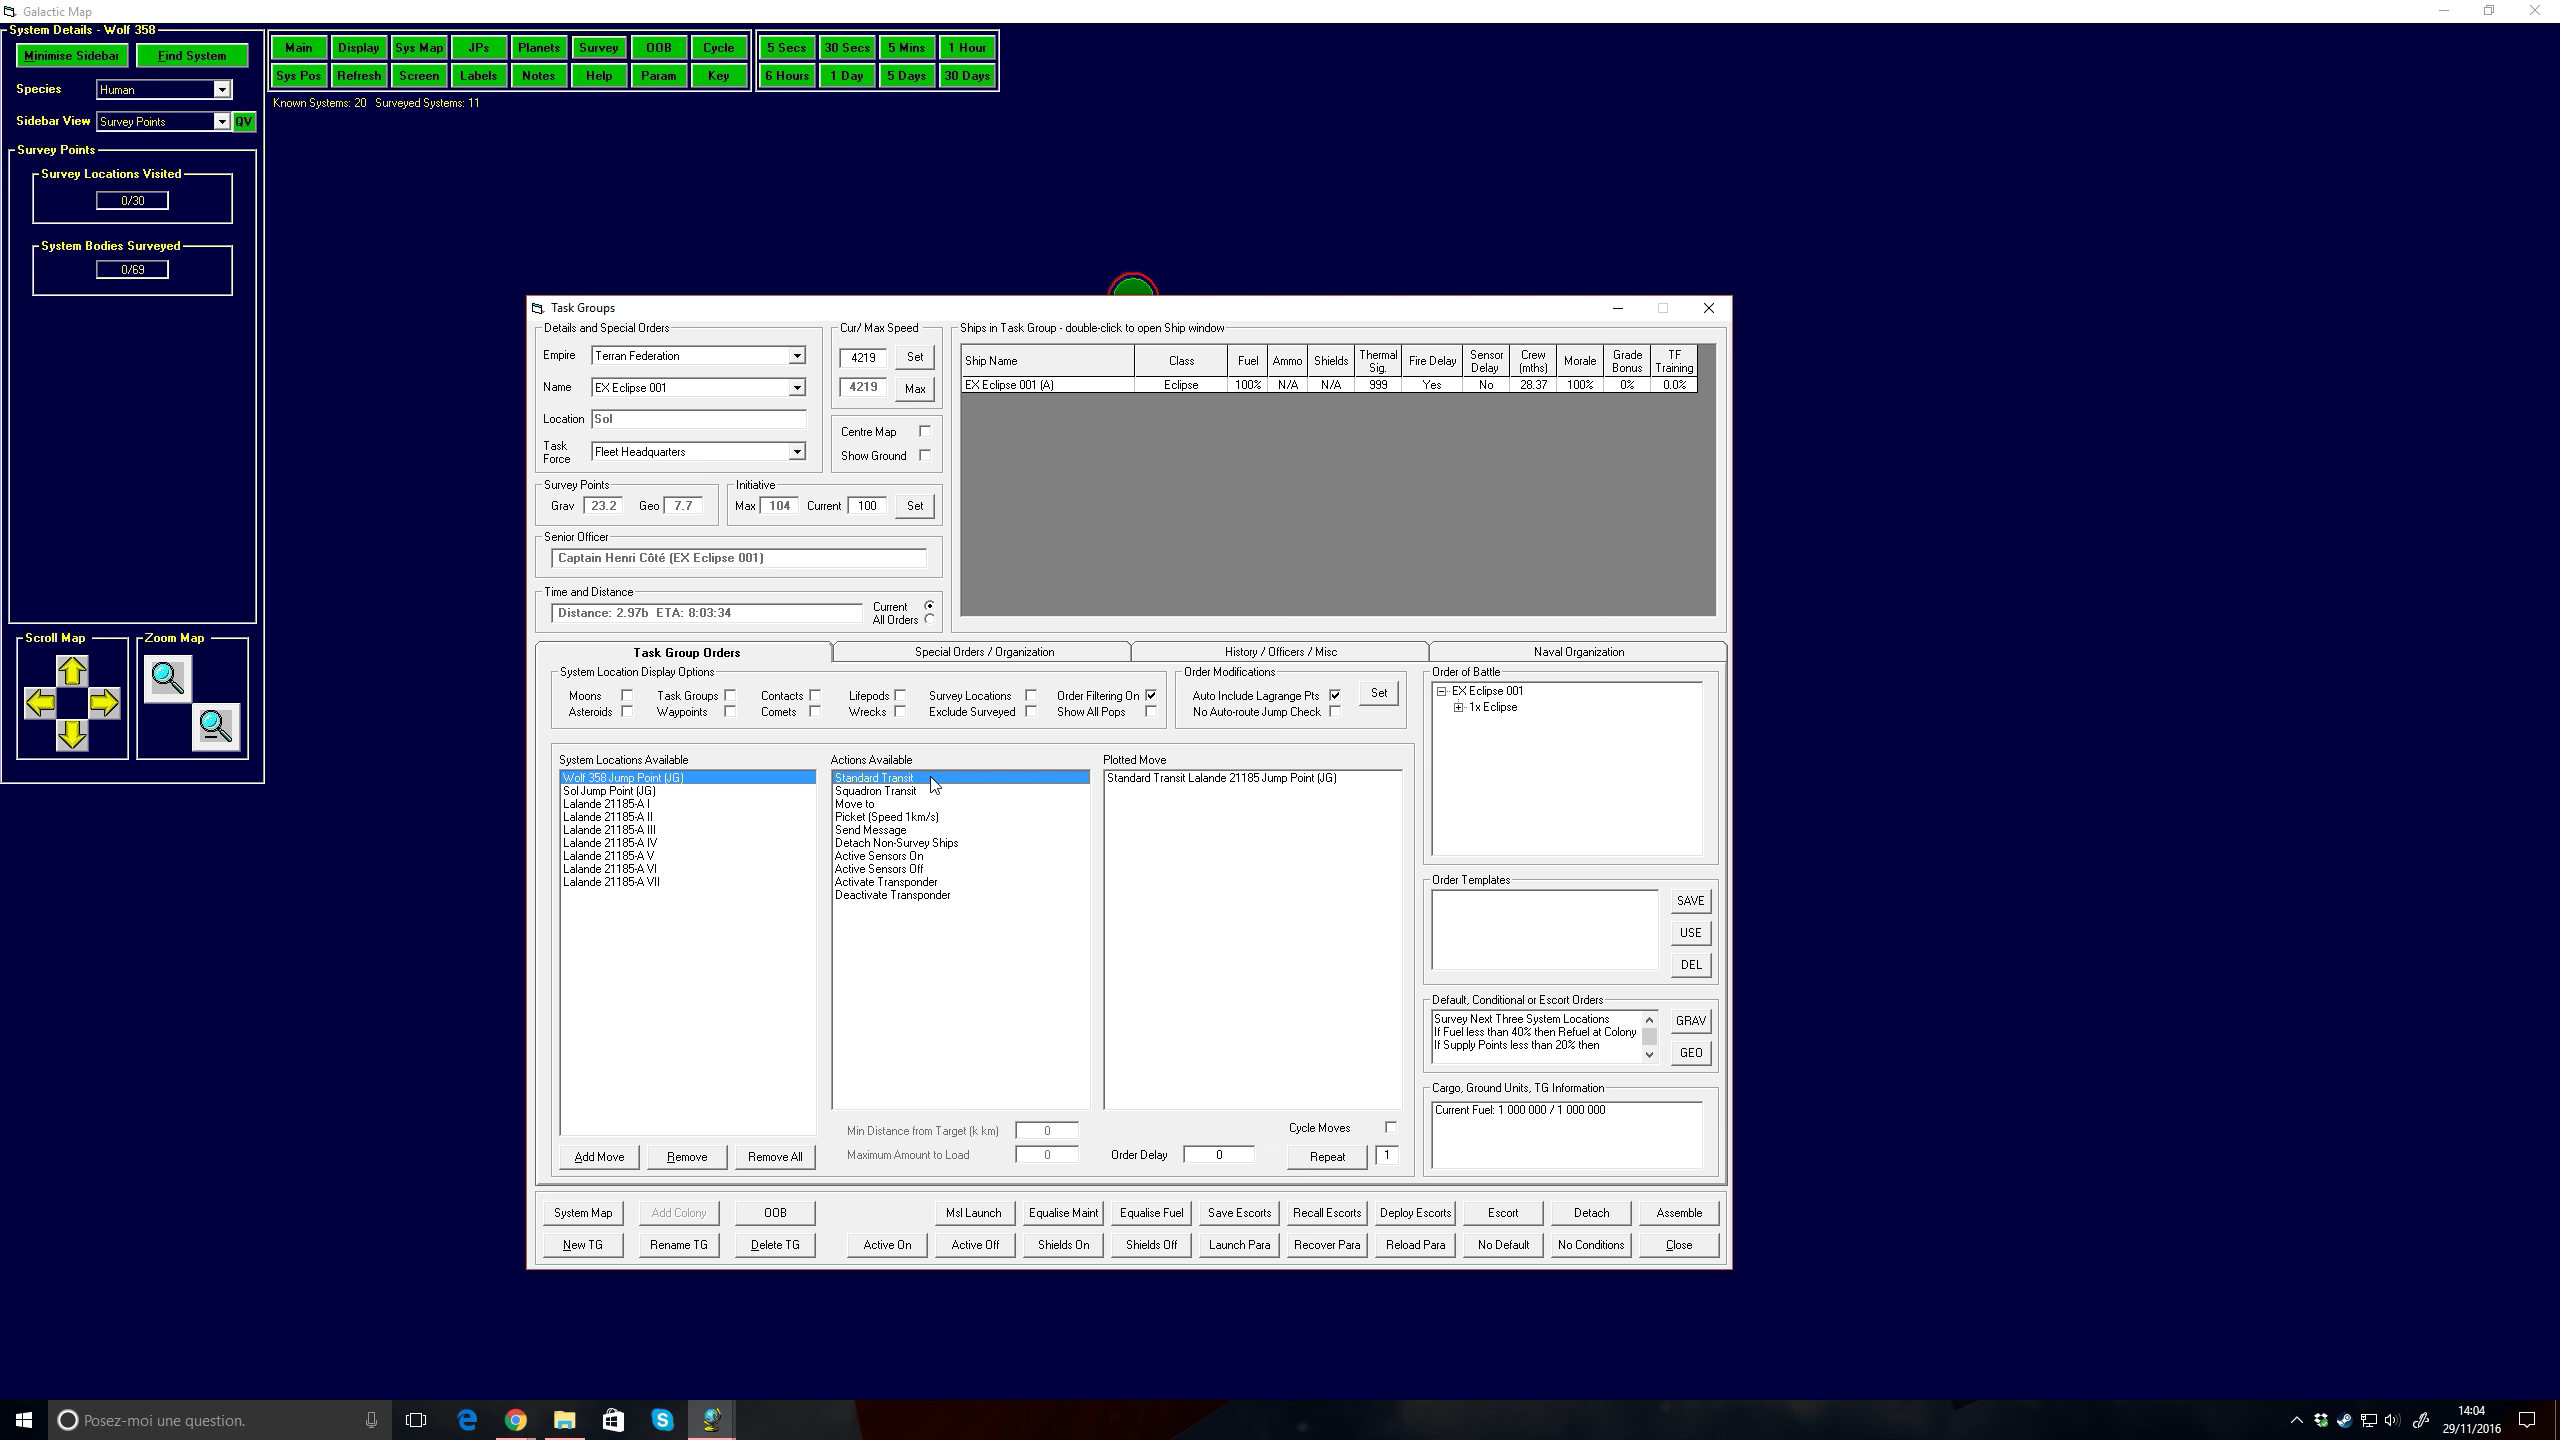 Galactic Map
System Details - Wolf 358
Minimise Sidebar Find System
Species Human
Sidebar View Survey Points QV
Survey Points
Survey Locations Visited
0/30
System Bodies Surveyed
0/69
Scroll Map Zoom Map
Main Display Sys Map JPs Planets Survey OOB Cycle
Sys Pos Refresh Screen Labels Notes Help Param Key
5 Secs 30 Secs 5 Mins 1 Hour
6 Hours 1 Day 5 Days 30 Days
Known Systems: 20 Surveyed Systems: 11
Task Groups
Details and Special Orders
Empire Terran Federation
Name EX Eclipse 001
Location Sol
Task Force Fleet Headquarters
Cur/ Max Speed
4219 Set
4219 Max
Centre Map
Show Ground
Survey Points
Grav 23.2 Geo 7.7
Initiative
Max 104 Current 100 Set
Senior Officer
Captain Henri Côté (EX Eclipse 001)
Time and Distance
Distance: 2.97b ETA: 8:03:34
Current
All Orders
Ships in Task Group - double-click to open Ship window
Ship Name Class Fuel Ammo Shields Thermal Sig. Fire Delay Sensor Delay Crew (mths) Morale Grade Bonus TF Training
EX Eclipse 001 (A) Eclipse 100% N/A N/A 999 Yes No 28.37 100% 0% 0.0%
Task Group Orders Special Orders / Organization History / Officers / Misc Naval Organization
System Location Display Options
Moons Task Groups Contacts Lifepods Survey Locations Order Filtering On
Asteroids Waypoints Comets Wrecks Exclude Surveyed Show All Pops
Order Modifications
Auto Include Lagrange Pts Set
No Auto-route Jump Check
System Locations Available
Wolf 358 Jump Point (JG)
Sol Jump Point (JG)
Lalande 21185-A I
Lalande 21185-A II
Lalande 21185-A III
Lalande 21185-A IV
Lalande 21185-A V
Lalande 21185-A VI
Lalande 21185-A VII
Actions Available
Standard Transit
Squadron Transit
Move to
Picket (Speed 1km/s)
Send Message
Detach Non-Survey Ships
Active Sensors On
Active Sensors Off
Activate Transponder
Deactivate Transponder
Plotted Move
Standard Transit Lalande 21185 Jump Point (JG)
Add Move Remove Remove All
Min Distance from Target (k km) 0
Maximum Amount to Load 0
Cycle Moves
Order Delay 0 Repeat 1
Order of Battle
EX Eclipse 001
1x Eclipse
Order Templates
SAVE
USE
DEL
Default, Conditional or Escort Orders
Survey Next Three System Locations
If Fuel less than 40% then Refuel at Colony
If Supply Points less than 20% then
GRAV
GEO
Cargo, Ground Units, TG Information
Current Fuel: 1 000 000 / 1 000 000
System Map Add Colony OOB Msl Launch Equalise Maint Equalise Fuel Save Escorts Recall Escorts Deploy Escorts Escort Detach Assemble
New TG Rename TG Delete TG Active On Active Off Shields On Shields Off Launch Para Recover Para Reload Para No Default No Conditions Close
Posez-moi une question.
14:04
29/11/2016